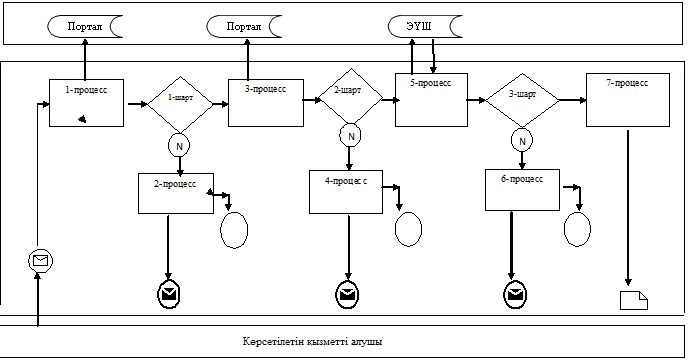 Портал
Портал
ЭҮШ
1-процесс
1-шарт
3-процесс
2-шарт
5-процесс
3-шарт
7-процесс
N
N
N
2-процесс
4-процесс
6-процесс
Көрсетілетін қызметті алушы